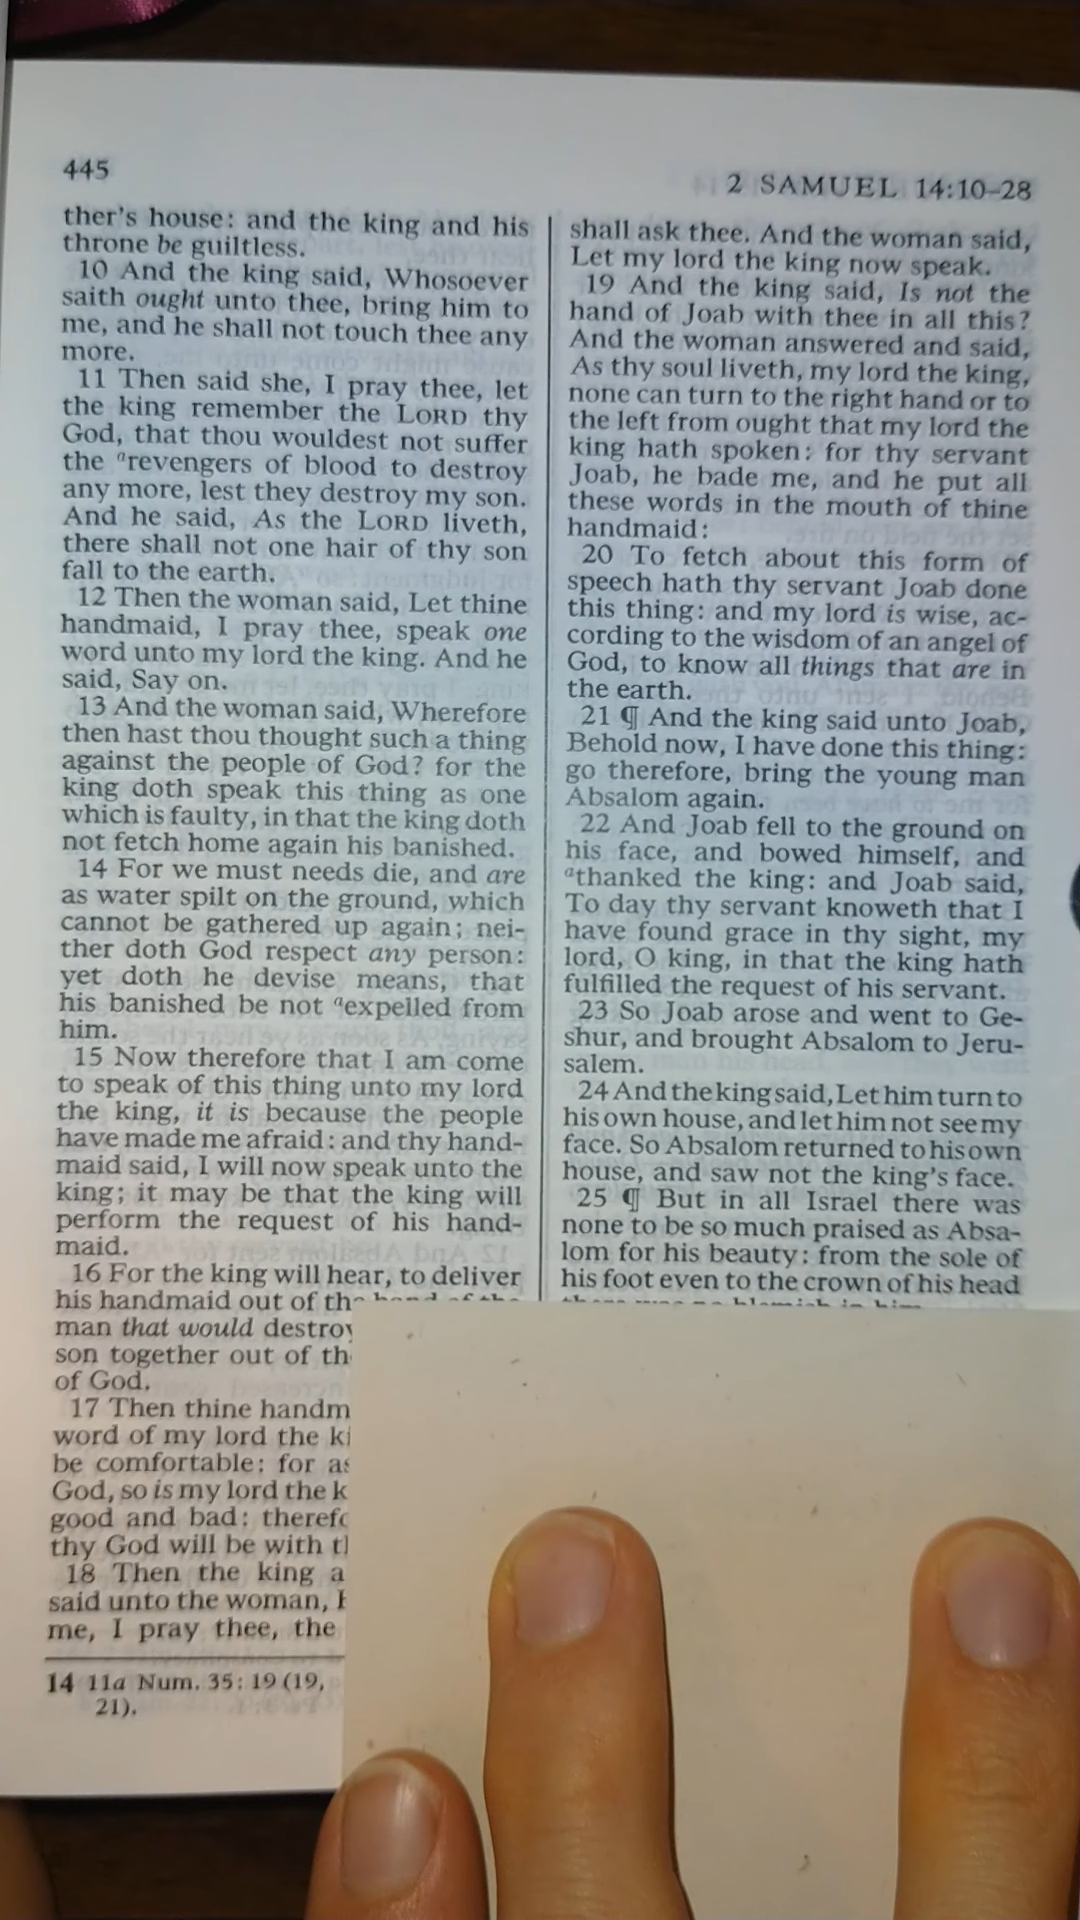 445
2 SAMUEL 14:10–28
ther's house: and the king and his
throne be guiltless.
10 And the king said, Whosoever
saith ought unto thee, bring him to
me, and he shall not touch thee any
more.
11 Then said she, I pray thee, let
the king remember the LORD thy
God, that thou wouldest not suffer
the ᵃrevengers of blood to destroy
any more, lest they destroy my son.
And he said, As the LORD liveth,
there shall not one hair of thy son
fall to the earth.
12 Then the woman said, Let thine
handmaid, I pray thee, speak one
word unto my lord the king. And he
said, Say on.
13 And the woman said, Wherefore
then hast thou thought such a thing
against the people of God? for the
king doth speak this thing as one
which is faulty, in that the king doth
not fetch home again his banished.
14 For we must needs die, and are
as water spilt on the ground, which
cannot be gathered up again; nei-
ther doth God respect any person:
yet doth he devise means, that
his banished be not ᵃexpelled from
him.
15 Now therefore that I am come
to speak of this thing unto my lord
the king, it is because the people
have made me afraid: and thy hand-
maid said, I will now speak unto the
king; it may be that the king will
perform the request of his hand-
maid.
16 For the king will hear, to deliver
his handmaid out of the hand of the
man that would destroy
son together out of th
of God.
17 Then thine handm
word of my lord the ki
be comfortable: for as
God, so is my lord the k
good and bad: therefo
thy God will be with
18 Then the king a
said unto the woman,
me, I pray thee, the
14 11a Num. 35:19 (19,
21).
shall ask thee. And the woman said,
Let my lord the king now speak.
19 And the king said, Is not the
hand of Joab with thee in all this?
And the woman answered and said,
As thy soul liveth, my lord the king,
none can turn to the right hand or to
the left from ought that my lord the
king hath spoken: for thy servant
Joab, he bade me, and he put all
these words in the mouth of thine
handmaid:
20 To fetch about this form of
speech hath thy servant Joab done
this thing: and my lord is wise, ac-
cording to the wisdom of an angel of
God, to know all things that are in
the earth.
21 ¶ And the king said unto Joab,
Behold now, I have done this thing:
go therefore, bring the young man
Absalom again.
22 And Joab fell to the ground on
his face, and bowed himself, and
ᵃthanked the king: and Joab said,
To day thy servant knoweth that I
have found grace in thy sight, my
lord, O king, in that the king hath
fulfilled the request of his servant.
23 So Joab arose and went to Ge-
shur, and brought Absalom to Jeru-
salem.
24 And the king said, Let him turn to
his own house, and let him not see my
face. So Absalom returned to his own
house, and saw not the king's face.
25 ¶ But in all Israel there was
none to be so much praised as Absa-
lom for his beauty: from the sole of
his foot even to the crown of his head
there was no blemish in him.